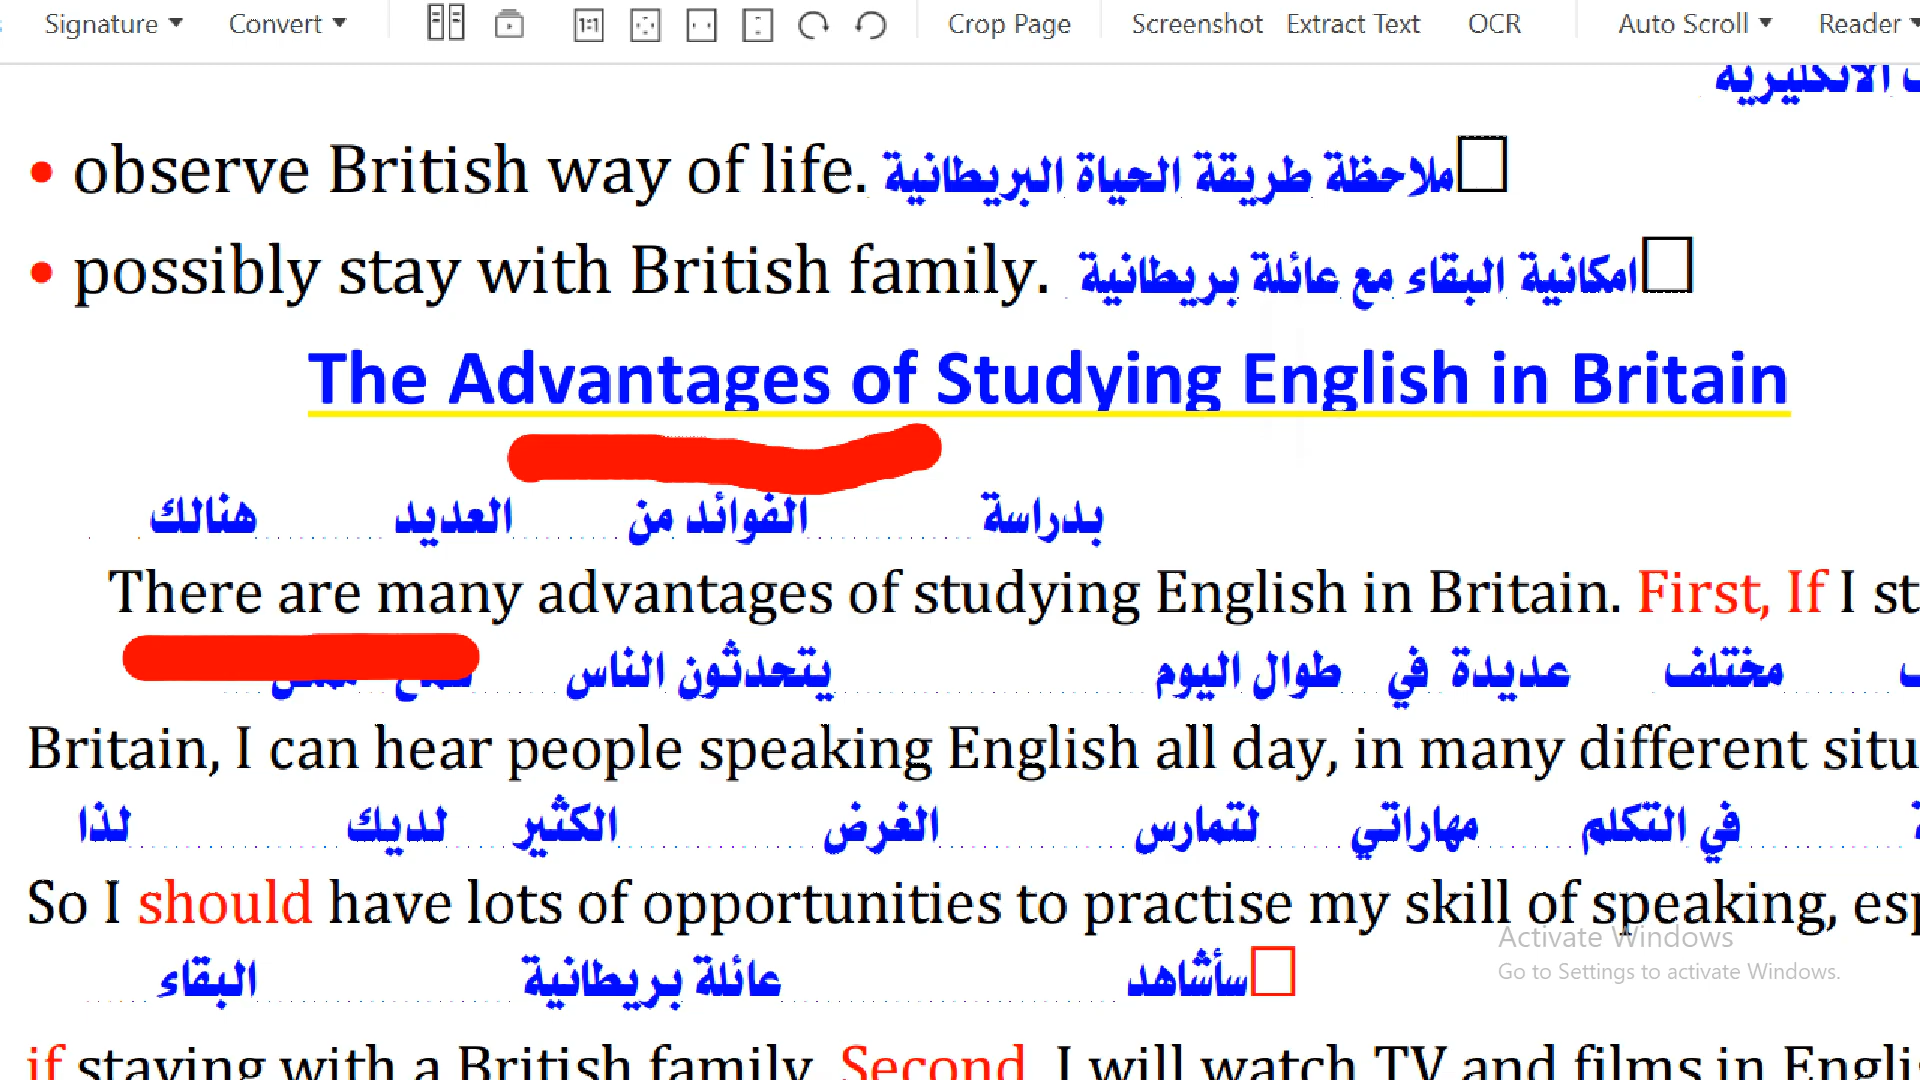 Signature Convert 1:1 Crop Page Screenshot Extract Text OCR Auto Scroll Reader
• observe British way of life. ملاحظة طريقة الحياة البريطانية
• possibly stay with British family. امكانية البقاء مع عائلة بريطانية
The Advantages of Studying English in Britain
هنالك العديد من الفوائد بدراسة
There are many advantages of studying English in Britain. First, If I st
الناس يتحدثون طوال اليوم في عديدة مختلف
Britain, I can hear people speaking English all day, in many different situ
لذا لديك الكثير الغرض لتمارس مهاراتي في التكلم
So I should have lots of opportunities to practise my skill of speaking, esp
Activate Windows
Go to Settings to activate Windows.
البقاء عائلة بريطانية سأشاهد
if staying with a British family. Second, I will watch TV and films in Engli